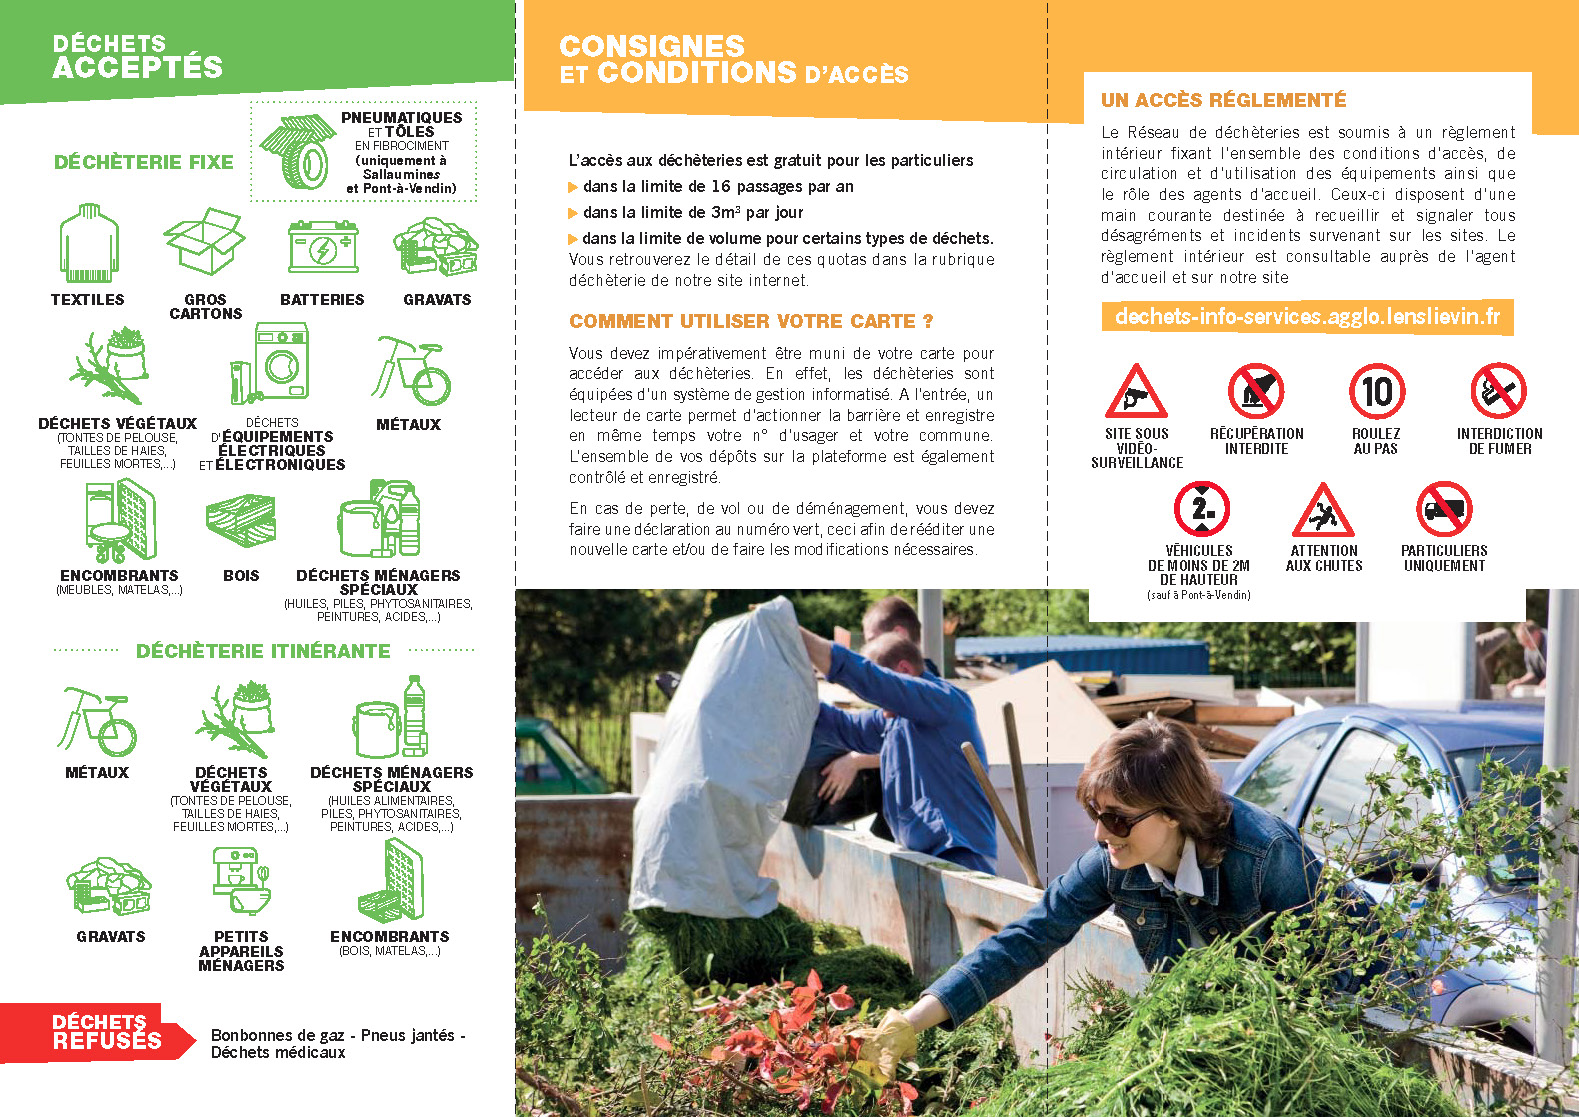 DÉCHETS
ACCEPTÉS
DÉCHÈTERIE FIXE
PNEUMATIQUES
ET TÔLES
EN FIBROCIMENT
(uniquement à
Sallaumines
et Pont-à-Vendin)
TEXTILES
GROS
CARTONS
BATTERIES
GRAVATS
DÉCHETS VÉGÉTAUX
(TONTES DE PELOUSE,
TAILLES DE HAIES,
FEUILLES MORTES,...)
DÉCHETS
D'ÉQUIPEMENTS
ÉLECTRIQUES
ET ÉLECTRONIQUES
MÉTAUX
ENCOMBRANTS
(MEUBLES, MATELAS,...)
BOIS
DÉCHETS MÉNAGERS
SPÉCIAUX
(HUILES, PILES, PHYTOSANITAIRES,
PEINTURES, ACIDES,...)
DÉCHÈTERIE ITINÉRANTE
MÉTAUX
DÉCHETS
VÉGÉTAUX
(TONTES DE PELOUSE,
TAILLES DE HAIES,
FEUILLES MORTES,...)
DÉCHETS MÉNAGERS
SPÉCIAUX
(HUILES ALIMENTAIRES,
PILES, PHYTOSANITAIRES,
PEINTURES, ACIDES,...)
GRAVATS
PETITS
APPAREILS
MÉNAGERS
ENCOMBRANTS
(BOIS, MATELAS,...)
DÉCHETS
REFUSÉS
Bonbonnes de gaz - Pneus jantés -
Déchets médicaux
CONSIGNES
ET CONDITIONS D'ACCÈS
L'accès aux déchèteries est gratuit pour les particuliers
dans la limite de 16 passages par an
dans la limite de 3m³ par jour
dans la limite de volume pour certains types de déchets.
Vous retrouverez le détail de ces quotas dans la rubrique
déchèterie de notre site internet.
COMMENT UTILISER VOTRE CARTE ?
Vous devez impérativement être muni de votre carte pour
accéder aux déchèteries. En effet, les déchèteries sont
équipées d'un système de gestion informatisé. A l'entrée, un
lecteur de carte permet d'actionner la barrière et enregistre
en même temps votre n° d'usager et votre commune.
L'ensemble de vos dépôts sur la plateforme est également
contrôlé et enregistré.
En cas de perte, de vol ou de déménagement, vous devez
faire une déclaration au numéro vert, ceci afin de rééditer une
nouvelle carte et/ou de faire les modifications nécessaires.
UN ACCÈS RÉGLEMENTÉ
Le Réseau de déchèteries est soumis à un règlement
intérieur fixant l'ensemble des conditions d'accès, de
circulation et d'utilisation des équipements ainsi que
le rôle des agents d'accueil. Ceux-ci disposent d'une
main courante destinée à recueillir et signaler tous
désagréments et incidents survenant sur les sites. Le
règlement intérieur est consultable auprès de l'agent
d'accueil et sur notre site
dechets-info-services.agglo.lenslievin.fr
SITE SOUS
VIDÉO-
SURVEILLANCE
RÉCUPÉRATION
INTERDITE
10
ROULEZ
AU PAS
INTERDICTION
DE FUMER
2m
VÉHICULES
DE MOINS DE 2M
DE HAUTEUR
(sauf à Pont-à-Vendin)
ATTENTION
AUX CHUTES
PARTICULIERS
UNIQUEMENT